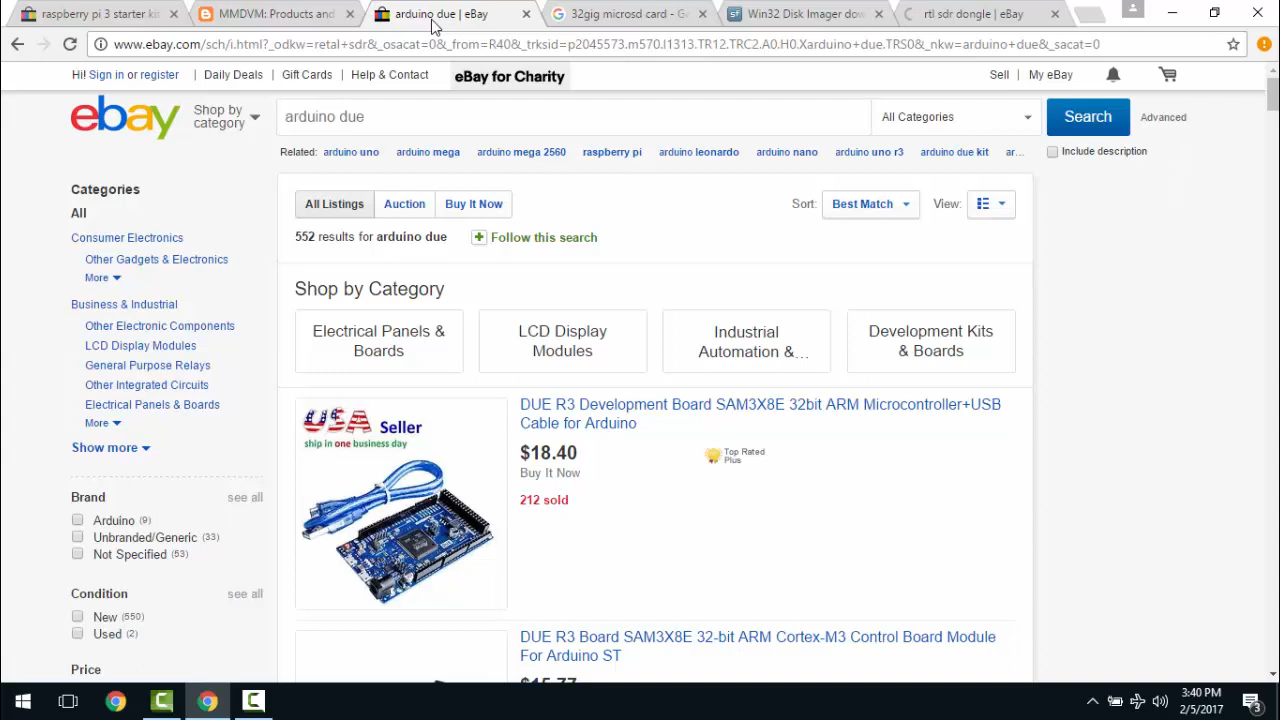 raspberry pi 3 starter ki
MMDVM: Products and
arduino due | eBay
32gig microsd card - Go
Win32 Disk Imager dow
rtl sdr dongle | eBay
www.ebay.com/sch/i.html?_odkw=retal+sdr&_osacat=0&_from=R40&_trksid=p2045573.m570.l1313.TR12.TRC2.A0.H0.Xarduino+due.TRS0&_nkw=arduino+due&_sacat=0
Hi! Sign in or register
Daily Deals
Gift Cards
Help & Contact
eBay for Charity
Sell
My eBay
ebay
Shop by
category
arduino due
All Categories
Search
Advanced
Related: arduino uno arduino mega arduino mega 2560 raspberry pi arduino leonardo arduino nano arduino uno r3 arduino due kit ar...
Include description
Categories
All
Consumer Electronics
Other Gadgets & Electronics
More
Business & Industrial
Other Electronic Components
LCD Display Modules
General Purpose Relays
Other Integrated Circuits
Electrical Panels & Boards
More
Show more
Brand see all
Arduino (9)
Unbranded/Generic (33)
Not Specified (53)
Condition see all
New (550)
Used (2)
Price
All Listings
Auction
Buy It Now
Sort: Best Match
View:
552 results for arduino due
Follow this search
Shop by Category
Electrical Panels &
Boards
LCD Display
Modules
Industrial
Automation &...
Development Kits
& Boards
USA Seller
ship in one business day
DUE R3 Development Board SAM3X8E 32bit ARM Microcontroller+USB
Cable for Arduino
$18.40
Buy It Now
212 sold
Top Rated
Plus
DUE R3 Board SAM3X8E 32-bit ARM Cortex-M3 Control Board Module
For Arduino ST
$15.77
3:40 PM
2/5/2017
3